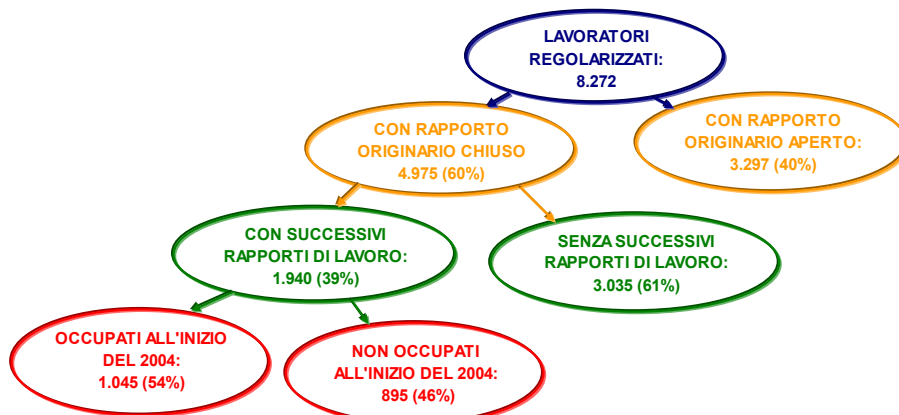 LAVORATORI
REGOLARIZZATI:
8.272
CON RAPPORTO
ORIGINARIO CHIUSO
4.975 (60%)
CON RAPPORTO
ORIGINARIO APERTO:
3.297 (40%)
CON SUCCESSIVI
RAPPORTI DI LAVORO:
1.940 (39%)
SENZA SUCCESSIVI
RAPPORTI DI LAVORO:
3.035 (61%)
OCCUPATI ALL'INIZIO
DEL 2004:
1.045 (54%)
NON OCCUPATI
ALL'INIZIO DEL 2004:
895 (46%)